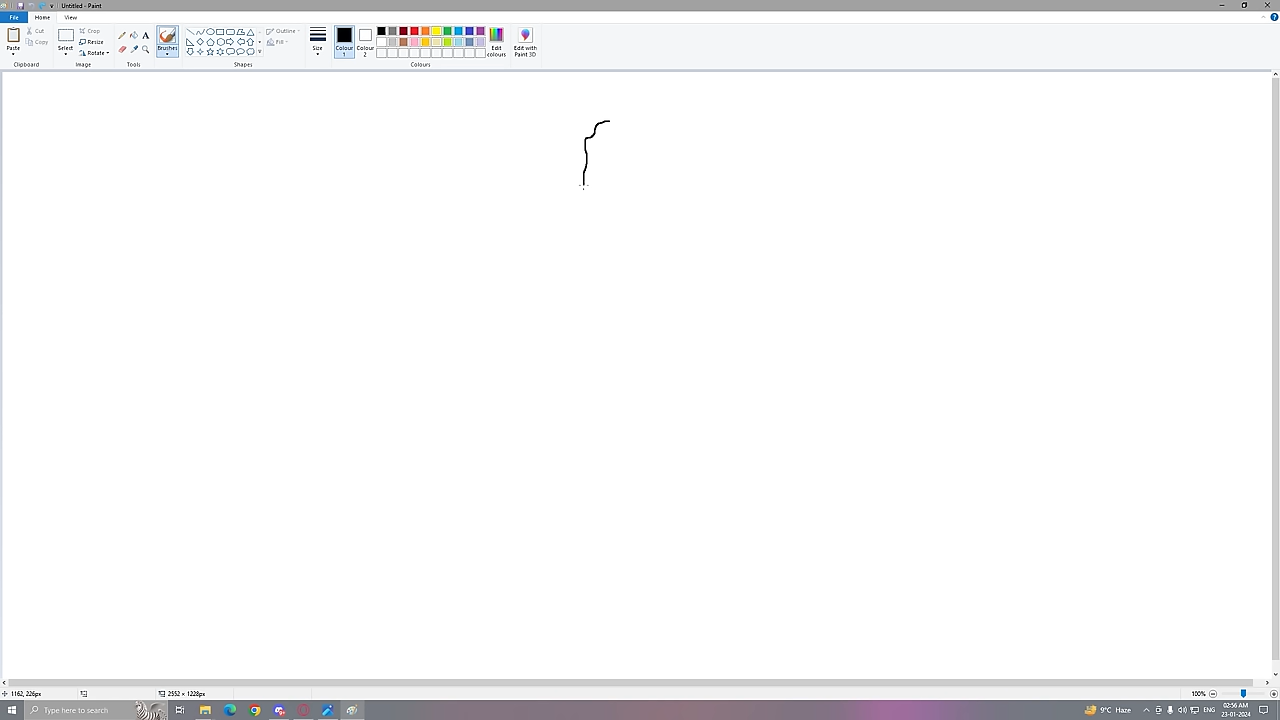 Untitled - Paint
File
Home
View
Paste
Cut
Copy
Clipboard
Select
Crop
Resize
Rotate
Image
Tools
Brushes
Outline
Fill
Shapes
Size
Colour 1
Colour 2
Edit colours
Edit with Paint 3D
Colours
1162, 226px
2552 × 1228px
100%
Type here to search
9°C Haze
ENG
02:56 AM
23-01-2024